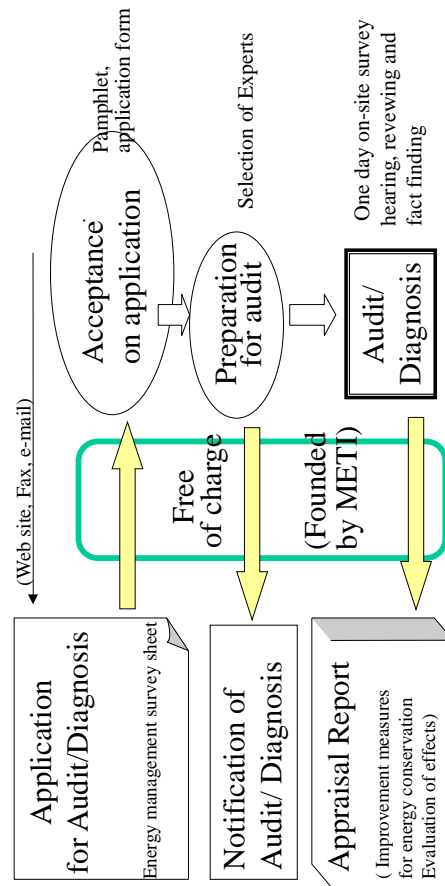 (Web site, Fax, e-mail)
Application
for Audit/Diagnosis
Energy management survey sheet
Acceptance
on application
Pamphlet,
application form
Notification of
Audit/ Diagnosis
Free
of charge
(Founded
by METI)
Preparation
for audit
Selection of Experts
Appraisal Report
( Improvement measures
for energy conservation
Evaluation of effects)
Audit/
Diagnosis
One day on-site survey
hearing, revewing and
fact finding